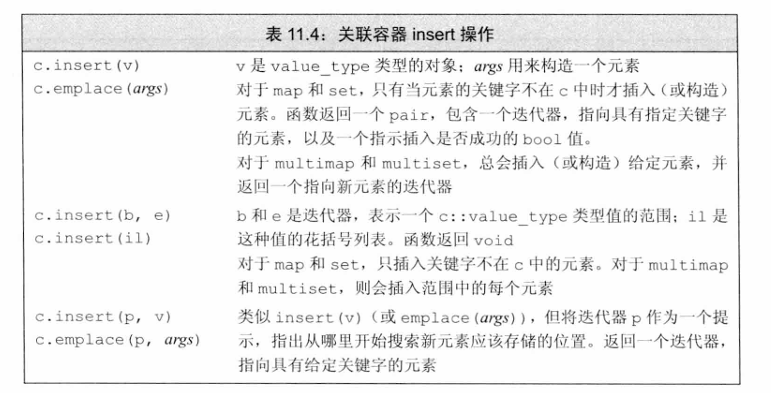 表 11.4：关联容器 insert 操作
c.insert(v) v 是 value_type 类型的对象；args 用来构造一个元素
c.emplace(args) 对于 map 和 set，只有当元素的关键字不在 c 中时才插入（或构造）
元素。函数返回一个 pair，包含一个迭代器，指向具有指定关键字
的元素，以及一个指示插入是否成功的 bool 值。
对于 multimap 和 multiset，总会插入（或构造）给定元素，并
返回一个指向新元素的迭代器
c.insert(b, e) b 和 e 是迭代器，表示一个 c::value_type 类型值的范围；il 是
c.insert(il) 这种值的花括号列表。函数返回 void
对于 map 和 set，只插入关键字不在 c 中的元素。对于 multimap
和 multiset，则会插入范围中的每个元素
c.insert(p, v) 类似 insert(v)（或 emplace(args)），但将迭代器 p 作为一个提
c.emplace(p, args) 示，指出从哪里开始搜索新元素应该存储的位置。返回一个迭代器，
指向具有给定关键字的元素